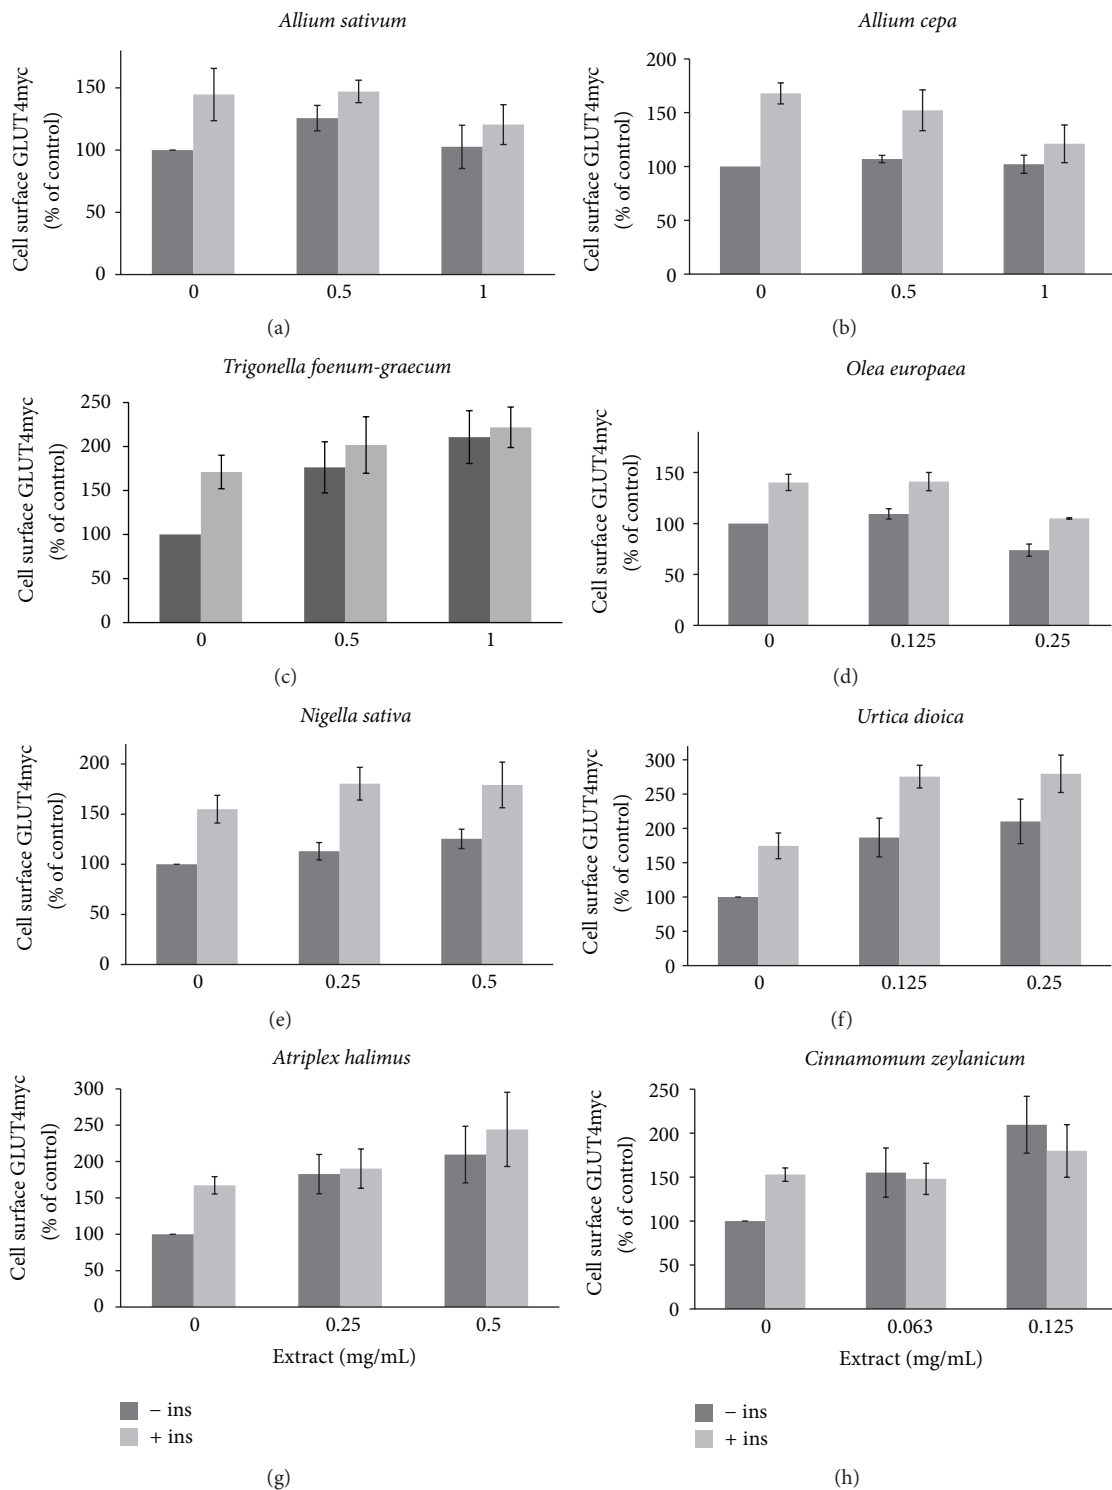 Allium sativum
Cell surface GLUT4myc
(% of control)
150
100
50
0
0 0.5 1
(a)
Allium cepa
Cell surface GLUT4myc
(% of control)
200
150
100
50
0
0 0.5 1
(b)
Trigonella foenum-graecum
Cell surface GLUT4myc
(% of control)
250
200
150
100
50
0
0 0.5 1
(c)
Olea europaea
Cell surface GLUT4myc
(% of control)
150
100
50
0
0 0.125 0.25
(d)
Nigella sativa
Cell surface GLUT4myc
(% of control)
200
150
100
50
0
0 0.25 0.5
(e)
Urtica dioica
Cell surface GLUT4myc
(% of control)
300
250
200
150
100
50
0
0 0.125 0.25
(f)
Atriplex halimus
Cell surface GLUT4myc
(% of control)
300
250
200
150
100
50
0
0 0.25 0.5
Extract (mg/mL)
− ins
+ ins
(g)
Cinnamomum zeylanicum
Cell surface GLUT4myc
(% of control)
250
200
150
100
50
0
0 0.063 0.125
Extract (mg/mL)
− ins
+ ins
(h)